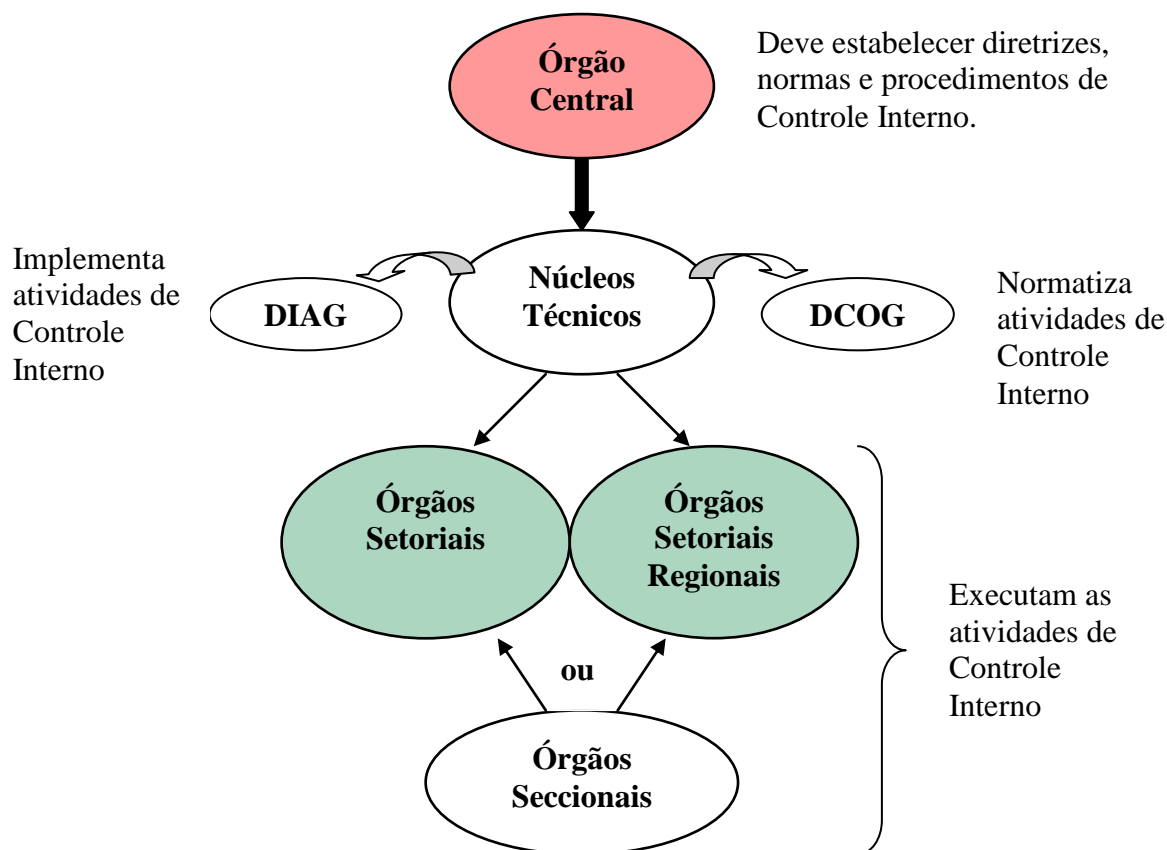 Órgão
Central
Deve estabelecer diretrizes,
normas e procedimentos de
Controle Interno.
Implementa
atividades de
Controle
Interno
DIAG
Núcleos
Técnicos
DCOG
Normatiza
atividades de
Controle
Interno
Órgãos
Setoriais
Órgãos
Setoriais
Regionais
Executam as
atividades de
Controle
Interno
ou
Órgãos
Seccionais